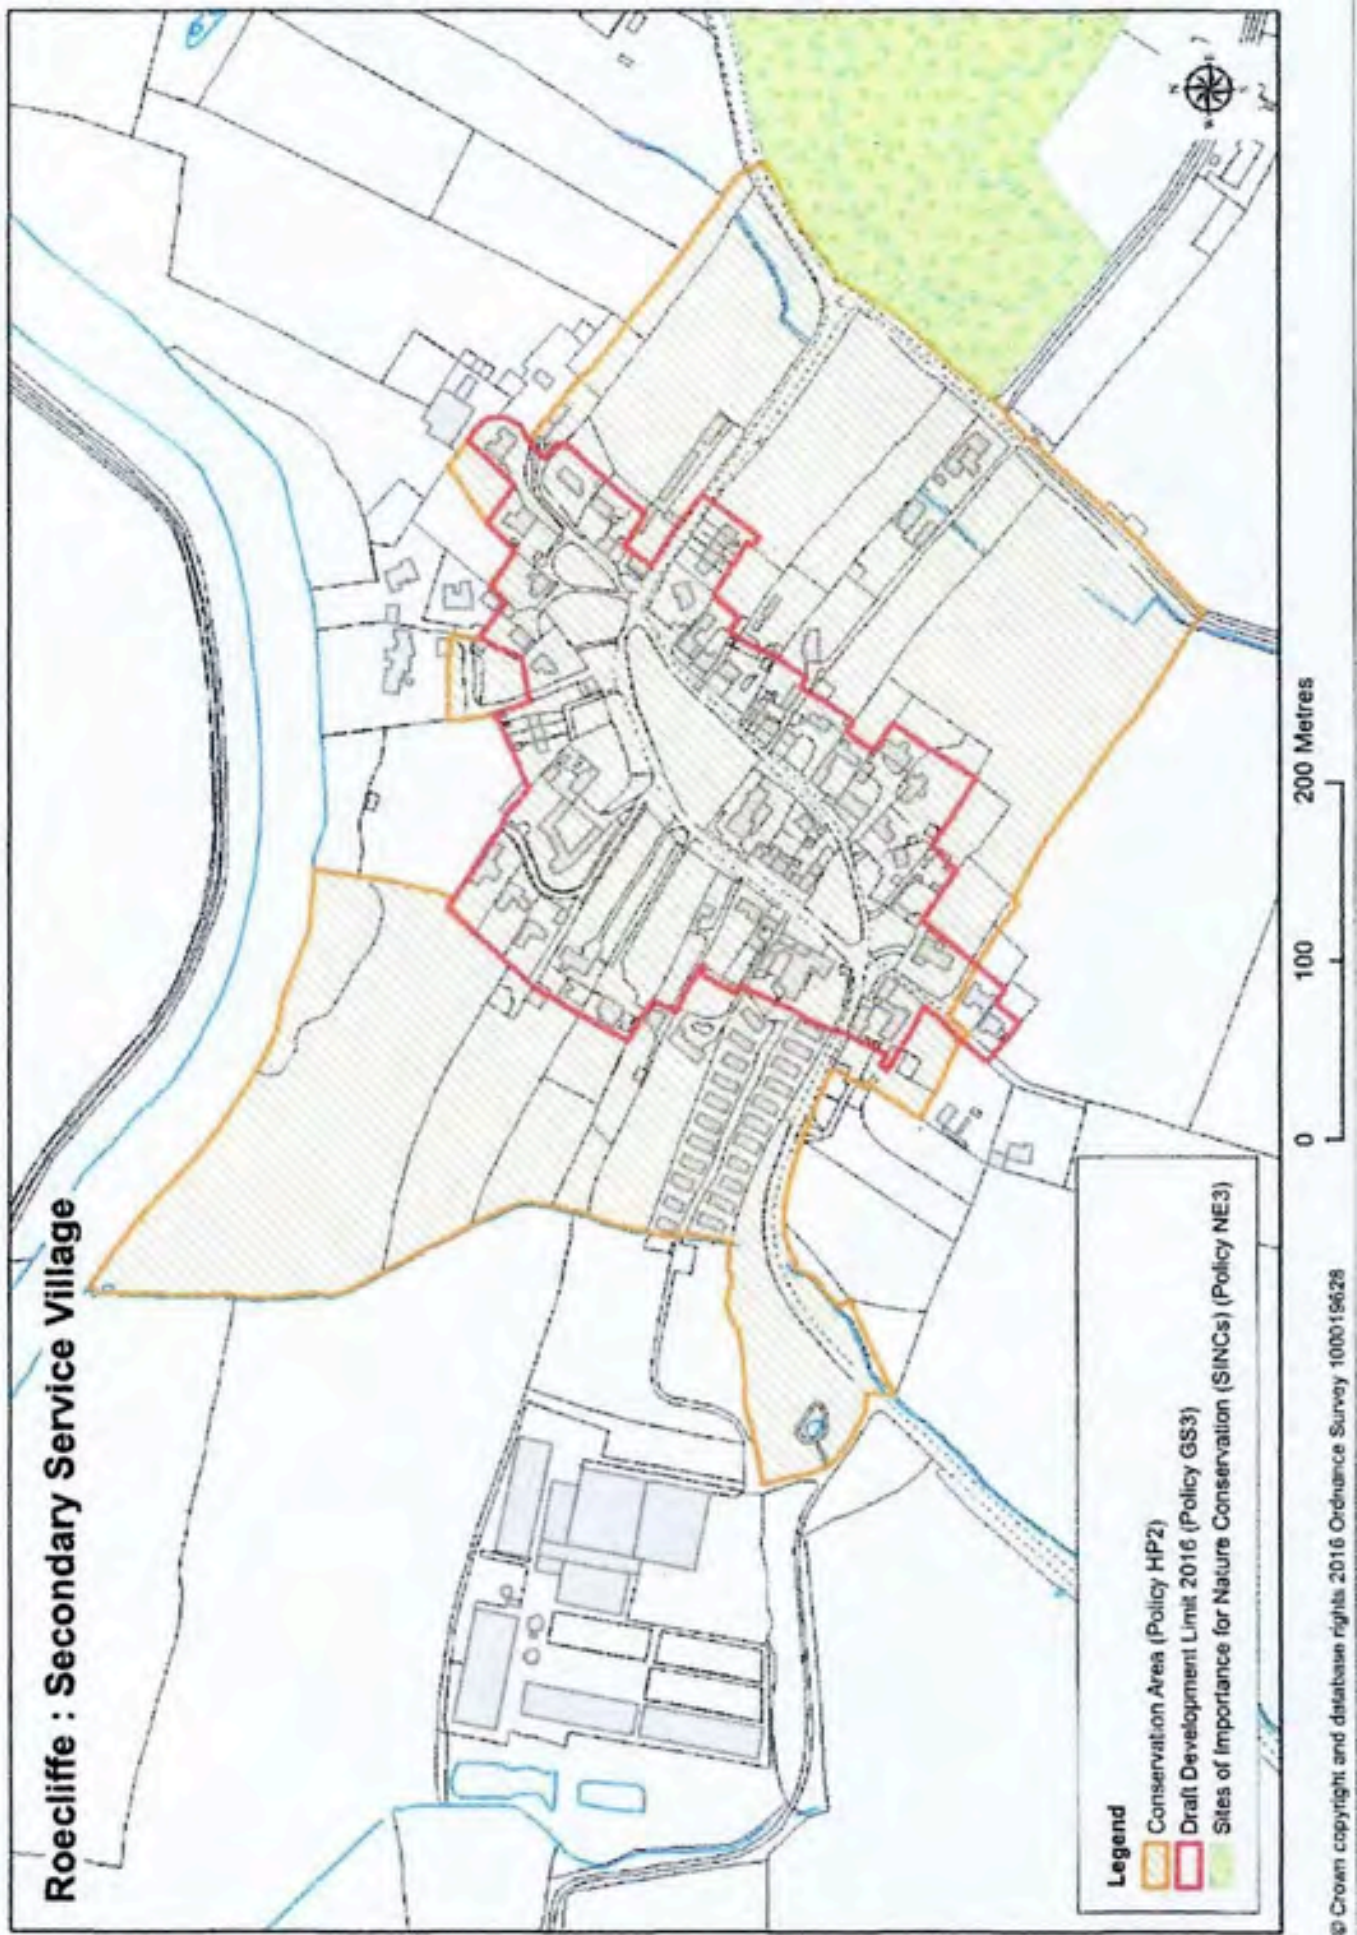 Roecliffe : Secondary Service Village
N
W
E
S
Legend
Conservation Area (Policy HP2)
Draft Development Limit 2016 (Policy GS3)
Sites of Importance for Nature Conservation (SINCs) (Policy NE3)
0 100 200 Metres
© Crown copyright and database rights 2016 Ordnance Survey 100019628